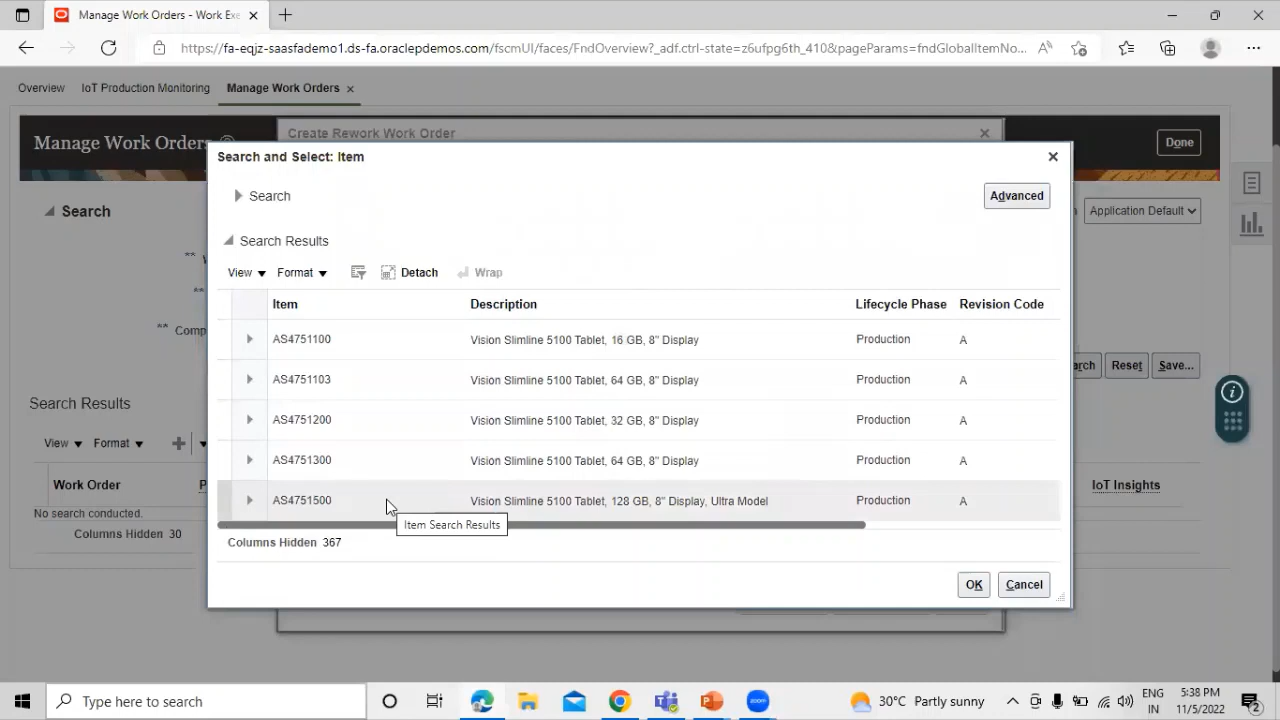 Manage Work Orders - Work Exe
https://fa-eqjz-saasfademo1.ds-fa.oraclepdemos.com/fscmUI/faces/FndOverview?_adf.ctrl-state=z6ufpg6th_410&pageParams=fndGlobalItemNo...
Overview IoT Production Monitoring Manage Work Orders
Create Rework Work Order
Manage Work Orders
Done
Search and Select: Item
Search
Advanced
Search
Application Default
Search Results
View Format Detach Wrap
Item Description Lifecycle Phase Revision Code
AS4751100 Vision Slimline 5100 Tablet, 16 GB, 8" Display Production A
AS4751103 Vision Slimline 5100 Tablet, 64 GB, 8" Display Production A
AS4751200 Vision Slimline 5100 Tablet, 32 GB, 8" Display Production A
AS4751300 Vision Slimline 5100 Tablet, 64 GB, 8" Display Production A
AS4751500 Vision Slimline 5100 Tablet, 128 GB, 8" Display, Ultra Model Production A
Item Search Results
Columns Hidden 367
OK Cancel
** Comp
arch Reset Save...
Search Results
View Format
Work Order
IoT Insights
No search conducted.
Columns Hidden 30
Type here to search
30°C Partly sunny
ENG
IN
5:38 PM
11/5/2022
2